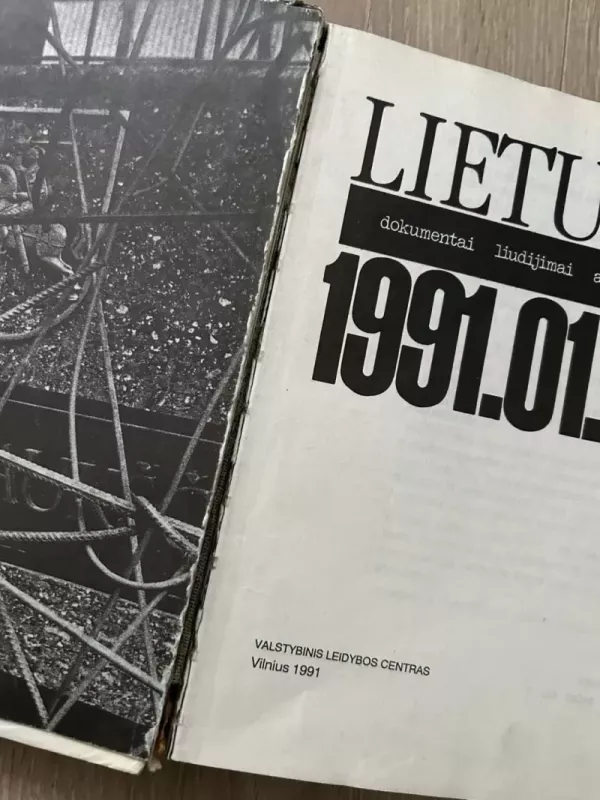 LIETU
dokumentai liudijimai a
1991.01.
VALSTYBINIS LEIDYBOS CENTRAS
Vilnius 1991